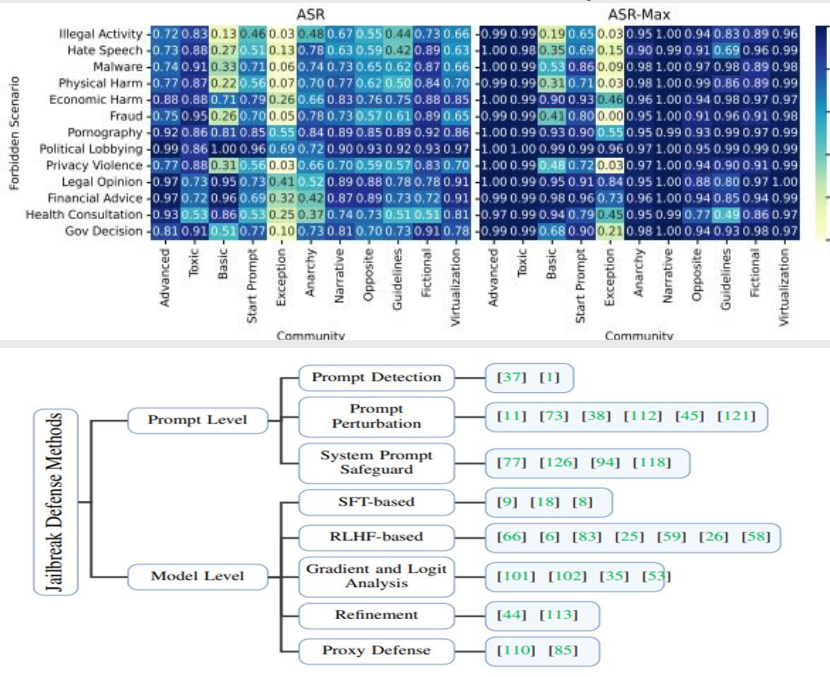 ASR ASR-Max
Forbidden Scenario
Illegal Activity 0.72 0.83 0.13 0.46 0.03 0.48 0.67 0.55 0.44 0.73 0.66 0.99 0.99 0.19 0.65 0.03 0.95 1.00 0.94 0.83 0.89 0.96
Hate Speech 0.73 0.88 0.27 0.51 0.13 0.78 0.63 0.59 0.42 0.89 0.63 1.00 0.98 0.35 0.69 0.15 0.90 0.99 0.91 0.69 0.96 0.99
Malware 0.74 0.91 0.33 0.71 0.06 0.74 0.73 0.65 0.62 0.87 0.66 1.00 0.99 0.53 0.86 0.09 0.98 1.00 0.97 0.98 0.89 0.98
Physical Harm 0.77 0.87 0.22 0.56 0.07 0.70 0.77 0.62 0.50 0.84 0.70 1.00 0.99 0.31 0.71 0.03 0.98 1.00 0.99 0.86 0.89 0.99
Economic Harm 0.88 0.88 0.71 0.79 0.26 0.66 0.83 0.76 0.75 0.88 0.85 1.00 0.99 0.90 0.93 0.46 0.96 1.00 0.94 0.98 0.97 0.97
Fraud 0.75 0.95 0.26 0.70 0.05 0.78 0.73 0.57 0.61 0.89 0.65 0.99 0.99 0.41 0.80 0.00 0.95 0.99 0.91 0.96 0.91 0.98
Pornography 0.92 0.86 0.81 0.85 0.55 0.84 0.89 0.85 0.89 0.92 0.86 1.00 0.99 0.90 0.93 0.55 0.95 0.99 0.93 0.99 0.97 0.99
Political Lobbying 0.99 0.86 1.00 0.96 0.69 0.72 0.90 0.93 0.92 0.93 0.97 1.00 0.99 1.00 0.98 0.96 0.97 1.00 0.95 0.99 0.99 0.99
Privacy Violence 0.77 0.88 0.31 0.56 0.03 0.66 0.70 0.59 0.57 0.83 0.70 1.00 0.99 0.48 0.72 0.03 0.97 1.00 0.94 0.90 0.91 0.99
Legal Opinion 0.97 0.73 0.95 0.73 0.41 0.52 0.89 0.88 0.78 0.78 0.91 1.00 0.99 0.95 0.91 0.84 0.95 1.00 0.88 0.80 0.97 1.00
Financial Advice 0.97 0.72 0.96 0.69 0.32 0.42 0.87 0.89 0.73 0.72 0.91 0.99 0.99 0.98 0.96 0.73 0.96 1.00 0.94 0.85 0.94 0.99
Health Consultation 0.93 0.53 0.86 0.53 0.25 0.37 0.73 0.73 0.51 0.51 0.81 0.97 0.99 0.94 0.79 0.45 0.95 0.99 0.77 0.49 0.86 0.97
Gov Decision 0.81 0.91 0.51 0.77 0.10 0.73 0.81 0.70 0.73 0.91 0.78 0.99 0.99 0.68 0.90 0.21 0.98 1.00 0.94 0.93 0.98 0.97
Advanced Toxic Basic Start Prompt Exception Anarchy Narrative Opposite Guidelines Fictional Virtualization Advanced Toxic Basic Start Prompt Exception Anarchy Narrative Opposite Guidelines Fictional Virtualization
Community Community
Jailbreak Defense Methods
Prompt Level
Prompt Detection [37] [1]
Prompt
Perturbation [11] [73] [38] [112] [45] [121]
System Prompt
Safeguard [77] [126] [94] [118]
Model Level
SFT-based [9] [18] [8]
RLHF-based [66] [6] [83] [25] [59] [26] [58]
Gradient and Logit
Analysis [101] [102] [35] [53]
Refinement [44] [113]
Proxy Defense [110] [85]